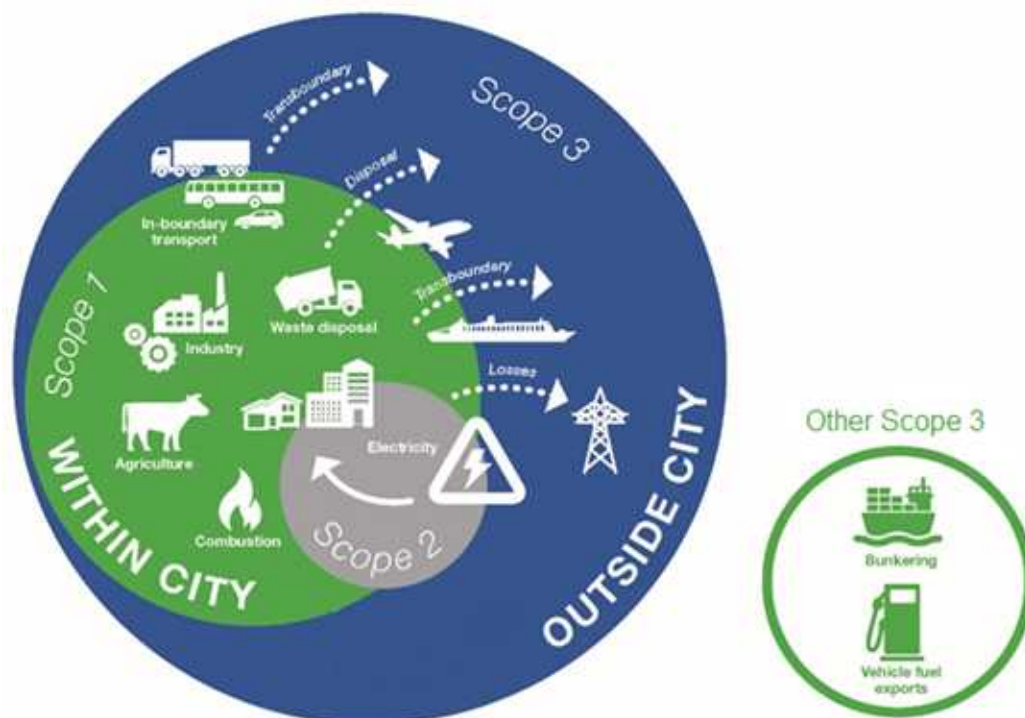 Transboundary
Scope 3
Disposal
In-boundary
transport
Transboundary
Scope 1
Waste disposal
Industry
Losses
Agriculture
Electricity
Combustion
Scope 2
WITHIN CITY
OUTSIDE CITY
Other Scope 3
Bunkering
Vehicle fuel
exports